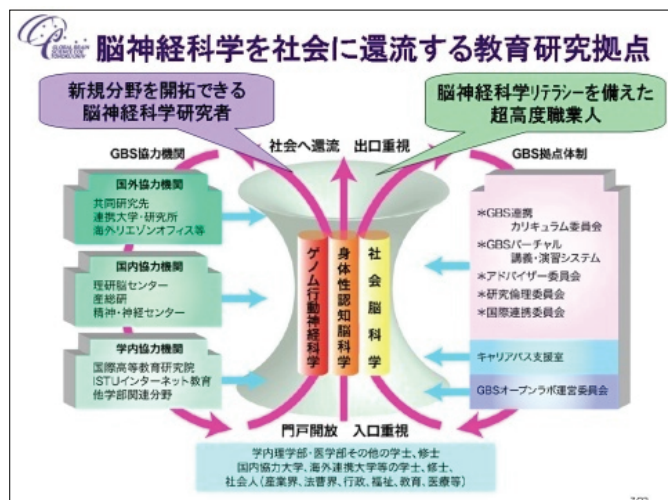 脳神経科学を社会に還流する教育研究拠点
新規分野を開拓できる
脳神経科学研究者
脳神経科学リテラシーを備えた
超高度職業人
社会へ還流 出口重視
GBS協力機関
国外協力機関
共同研究先
連携大学・研究所
海外リエゾンオフィス等
国内協力機関
理研脳センター
産総研
精神・神経センター
学内協力機関
国際高等教育研究院
ISTUインターネット教育
他学部関連分野
ゲノム行動神経科学
身体性認知脳科学
社会脳科学
GBS拠点体制
*GBS連携
カリキュラム委員会
*GBSバーチャル
講義・演習システム
*アドバイザー委員会
*研究倫理委員会
*国際連携委員会
キャリアパス支援室
GBSオープンラボ運営委員会
門戸開放 入口重視
学内理学部・医学部その他の学士、修士
国内協力大学、海外連携大学等の学士、修士、
社会人(産業界、法曹界、行政、福祉、教育、医療等)